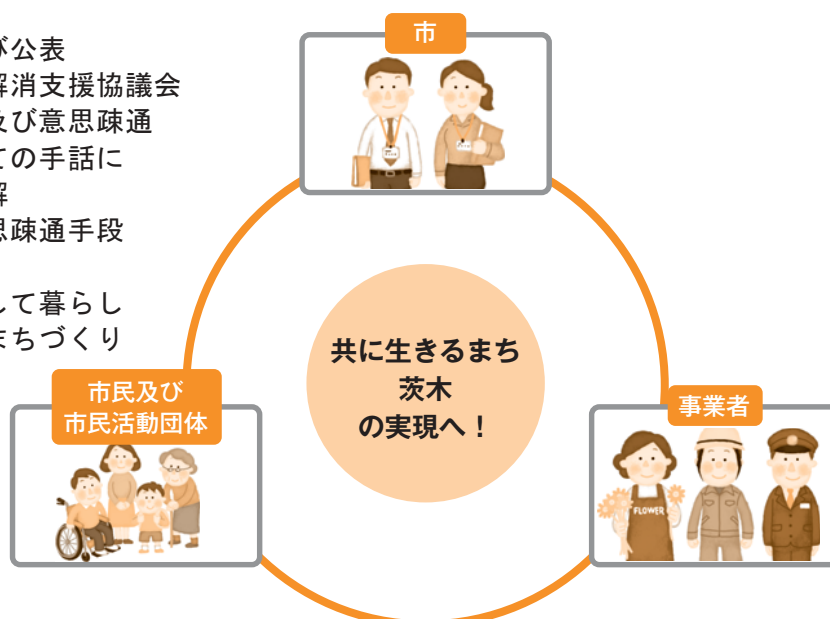 市
び公表
解消支援協議会
及び意思疎通
ての手話に
解
思疎通手段
して暮らし
まちづくり
共に生きるまち
茨木
の実現へ！
市民及び
市民活動団体
事業者
FLOWER